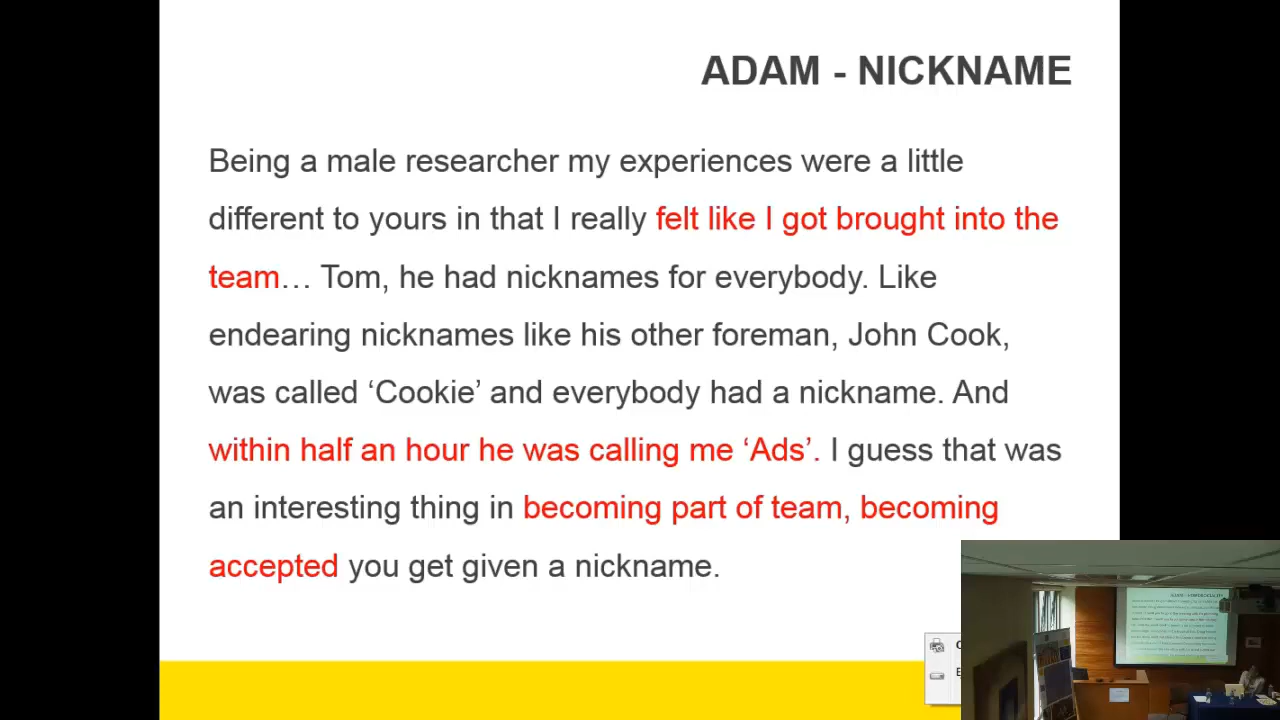 ADAM - NICKNAME
Being a male researcher my experiences were a little
different to yours in that I really felt like I got brought into the
team… Tom, he had nicknames for everybody. Like
endearing nicknames like his other foreman, John Cook,
was called ‘Cookie’ and everybody had a nickname. And
within half an hour he was calling me ‘Ads’. I guess that was
an interesting thing in becoming part of team, becoming
accepted you get given a nickname.